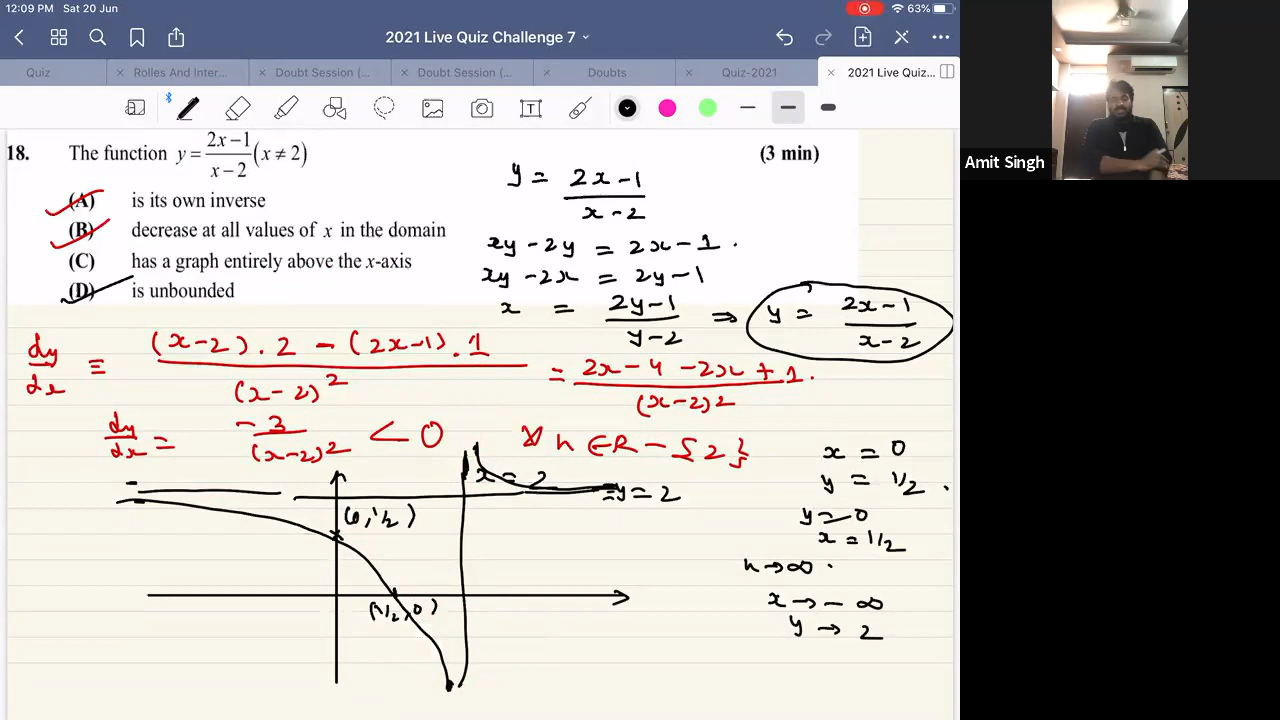 12:09 PM Sat 20 Jun
63%
2021 Live Quiz Challenge 7
Quiz
Rolles And Inter...
Doubt Session (...
Doubt Session (...
Doubts
Quiz-2021
2021 Live Quiz...
18. The function y = (2x−1)/(x−2) (x ≠ 2) (3 min)
(A) is its own inverse
(B) decrease at all values of x in the domain
(C) has a graph entirely above the x-axis
(D) is unbounded
y = (2x−1)/(x−2)
xy−2y = 2x−1.
xy−2x = 2y−1
x = (2y−1)/(y−2) ⇒ y = (2x−1)/(x−2)
dy/dx = ((x−2).2 − (2x−1).1)/(x−2)² = (2x−4−2x+1)/(x−2)².
dy/dx = −3/(x−2)² < 0 ∀ x ∈ R − {2}
x = 2
y = 2
(0, 1/2)
(1/2, 0)
x = 0
y = 1/2
y = 0
x = 1/2
x → ∞
x → − ∞
y → 2
Amit Singh